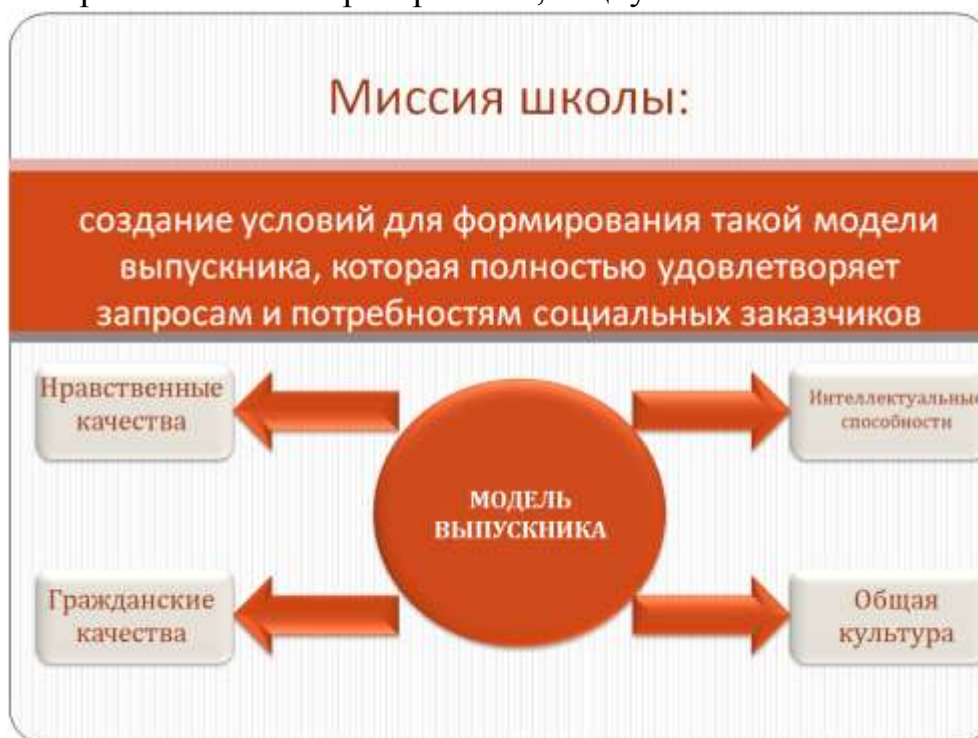 Миссия школы:
создание условий для формирования такой модели
выпускника, которая полностью удовлетворяет
запросам и потребностям социальных заказчиков
Нравственные
качества
Интеллектуальные
способности
МОДЕЛЬ
ВЫПУСКНИКА
Гражданские
качества
Общая
культура